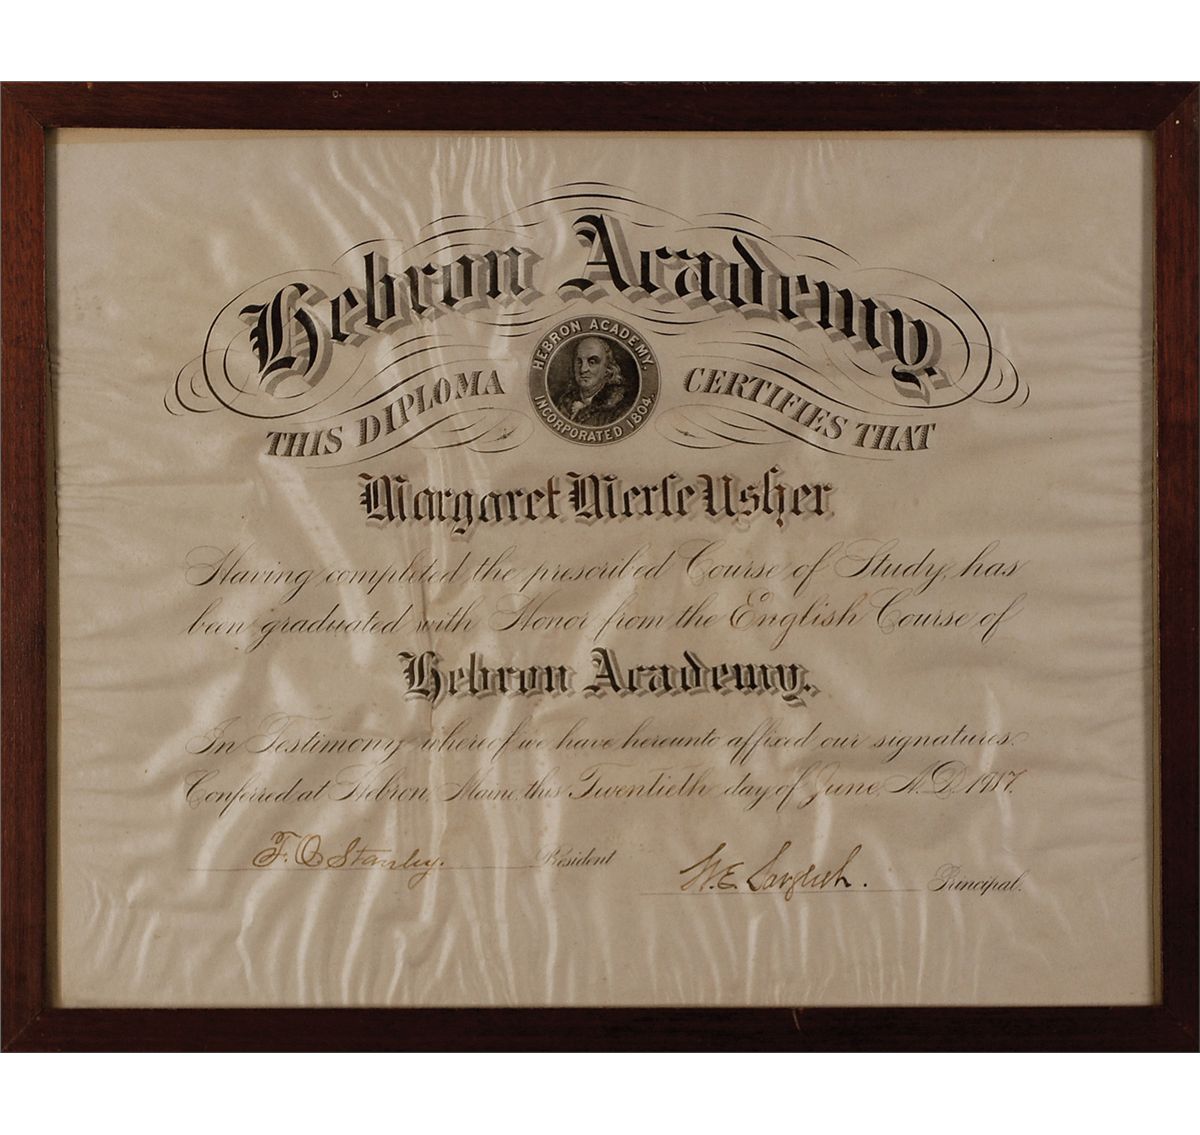 Hebron Academy.
HEBRON ACADEMY. INCORPORATED 1804.
THIS DIPLOMA CERTIFIES THAT
Margaret Merle Usher
Having completed the prescribed Course of Study, has
been graduated with Honor from the English Course of
Hebron Academy.
In Testimony whereof we have hereunto affixed our signatures.
Conferred at Hebron, Maine, this Twentieth day of June A.D. 1917.
F. O. Stanley. President
W. E. Sargent. Principal.